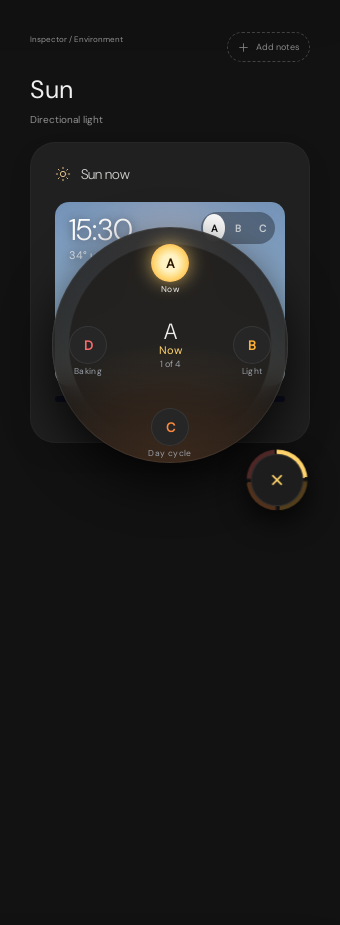 Inspector / Environment
Add notes
Sun
Directional light
Sun now
15:30
A B C
34°
A
Now
A
Now
1 of 4
D
Baking
B
Light
C
Day cycle